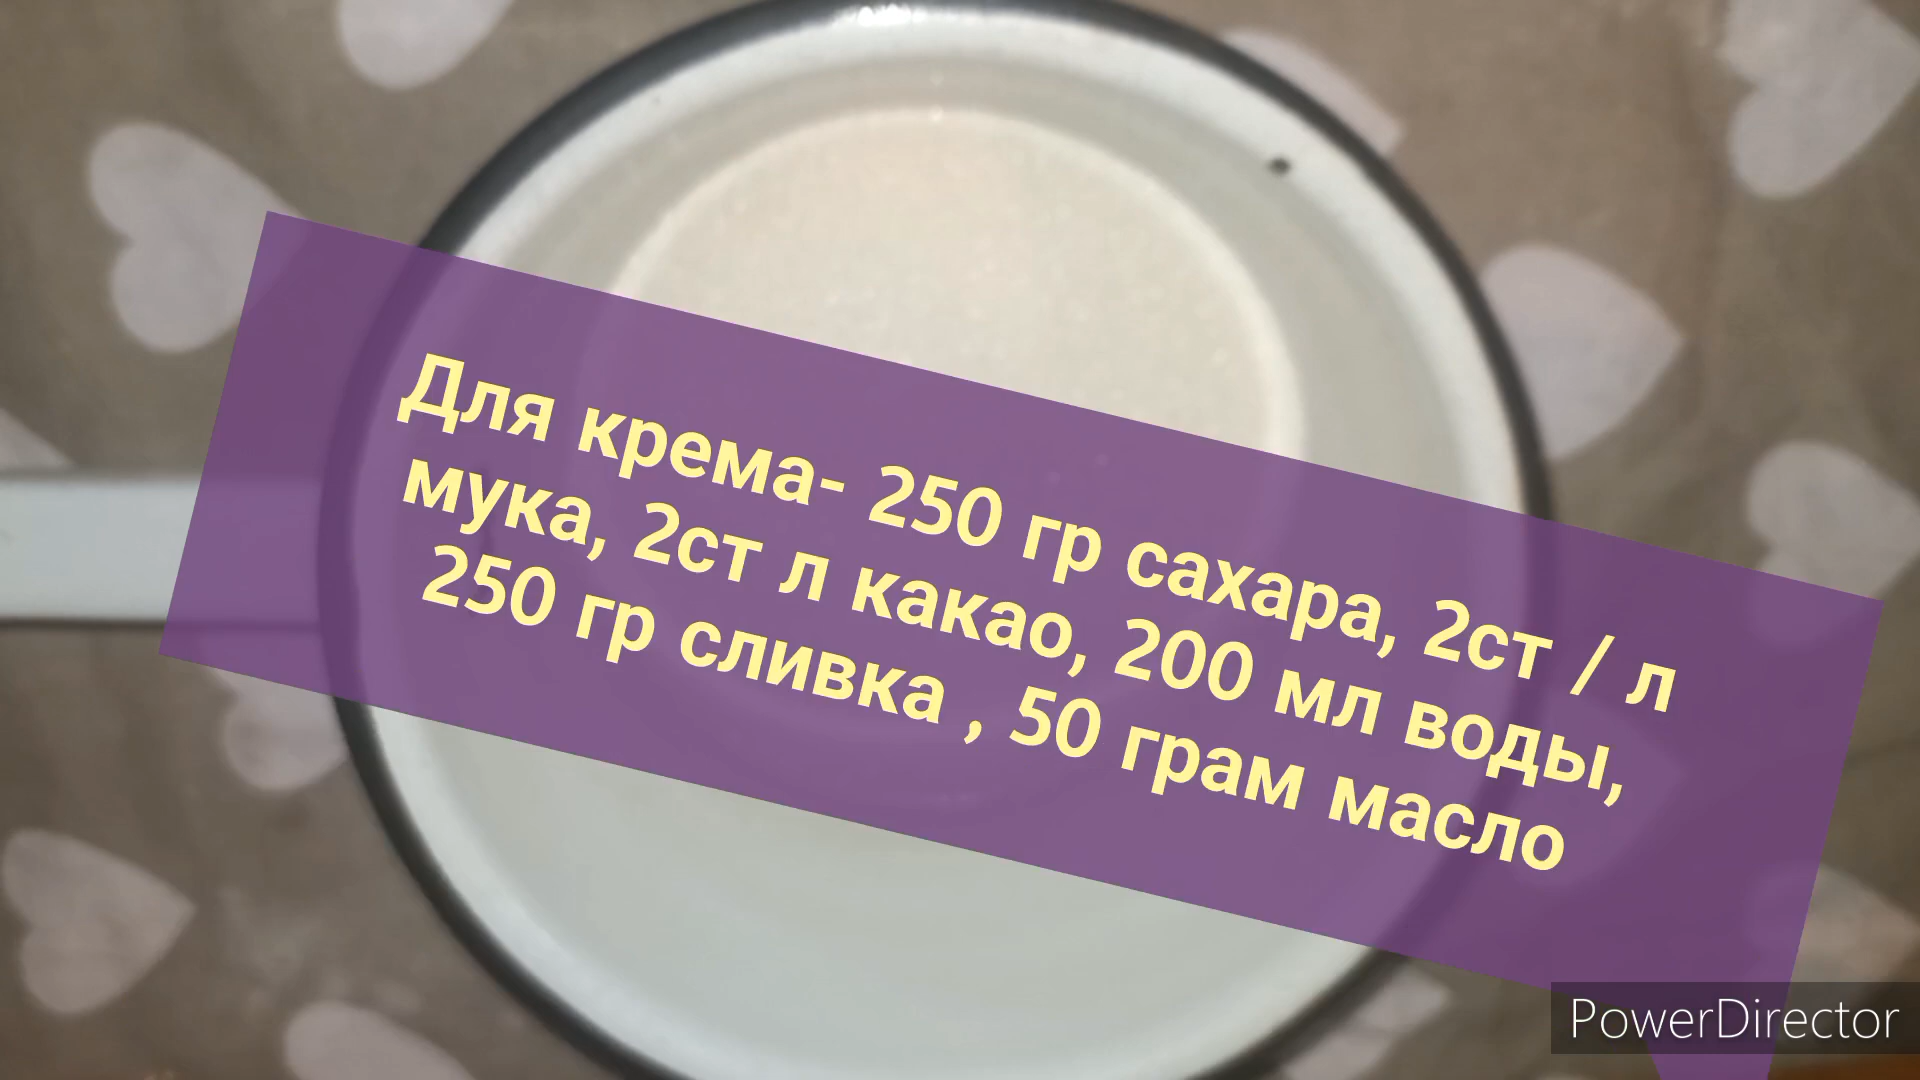 Для крема- 250 гр сахара, 2ст / л
мука, 2ст л какао, 200 мл воды,
250 гр сливка , 50 грам масло
PowerDirector